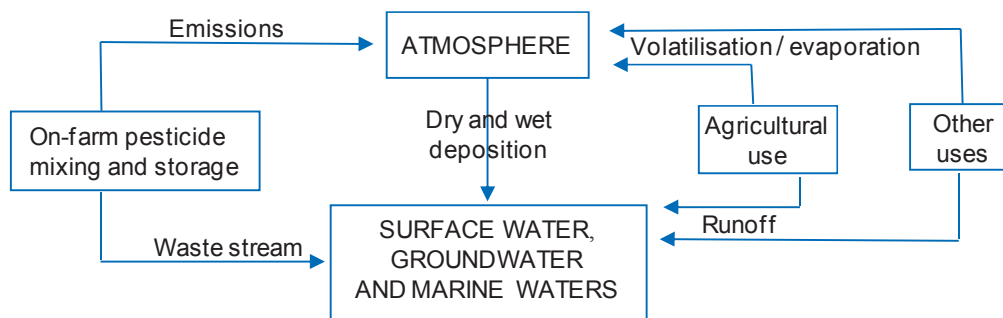 Emissions
ATMOSPHERE
Volatilisation / evaporation
On-farm pesticide
mixing and storage
Dry and wet
deposition
Agricultural
use
Other
uses
Waste stream
SURFACE WATER,
GROUNDWATER
AND MARINE WATERS
Runoff